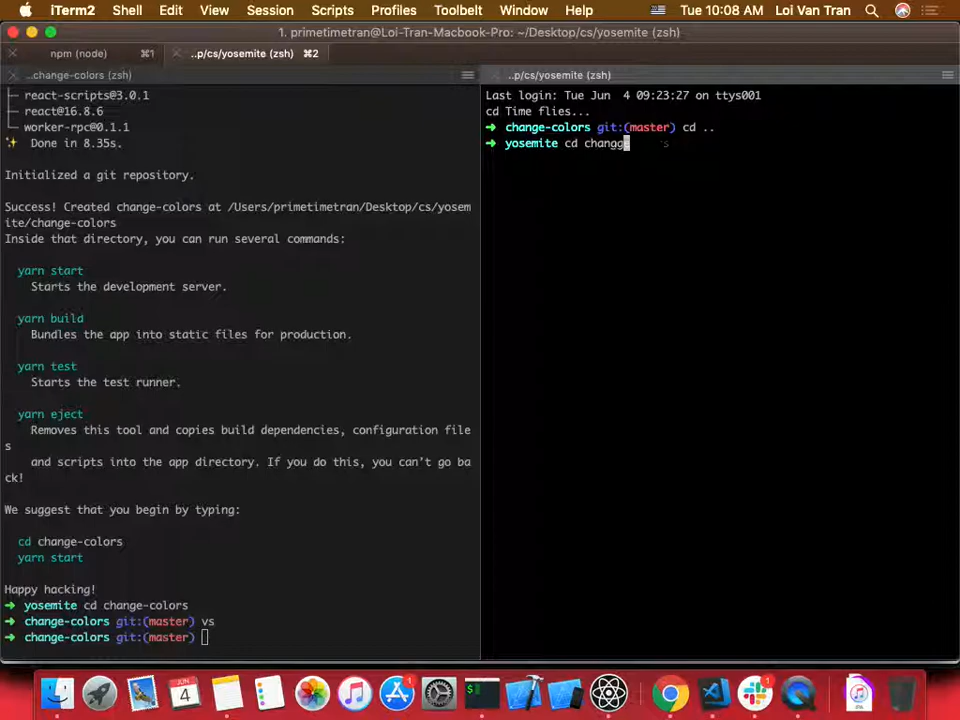 iTerm2 Shell Edit View Session Scripts Profiles Toolbelt Window Help Tue 10:08 AM Loi Van Tran
1. primetimetran@Loi-Tran-Macbook-Pro: ~/Desktop/cs/yosemite (zsh)
npm (node) ⌘1 ..p/cs/yosemite (zsh) ⌘2
..change-colors (zsh)
├─ react-scripts@3.0.1
├─ react@16.8.6
└─ worker-rpc@0.1.1
✨ Done in 8.35s.
Initialized a git repository.
Success! Created change-colors at /Users/primetimetran/Desktop/cs/yosem
ite/change-colors
Inside that directory, you can run several commands:
yarn start
Starts the development server.
yarn build
Bundles the app into static files for production.
yarn test
Starts the test runner.
yarn eject
Removes this tool and copies build dependencies, configuration file
s
and scripts into the app directory. If you do this, you can't go ba
ck!
We suggest that you begin by typing:
cd change-colors
yarn start
Happy hacking!
➜ yosemite cd change-colors
➜ change-colors git:(master) vs
➜ change-colors git:(master)
..p/cs/yosemite (zsh)
Last login: Tue Jun 4 09:23:27 on ttys001
cd Time flies...
➜ change-colors git:(master) cd ..
➜ yosemite cd changge s
JUN
4
1
1